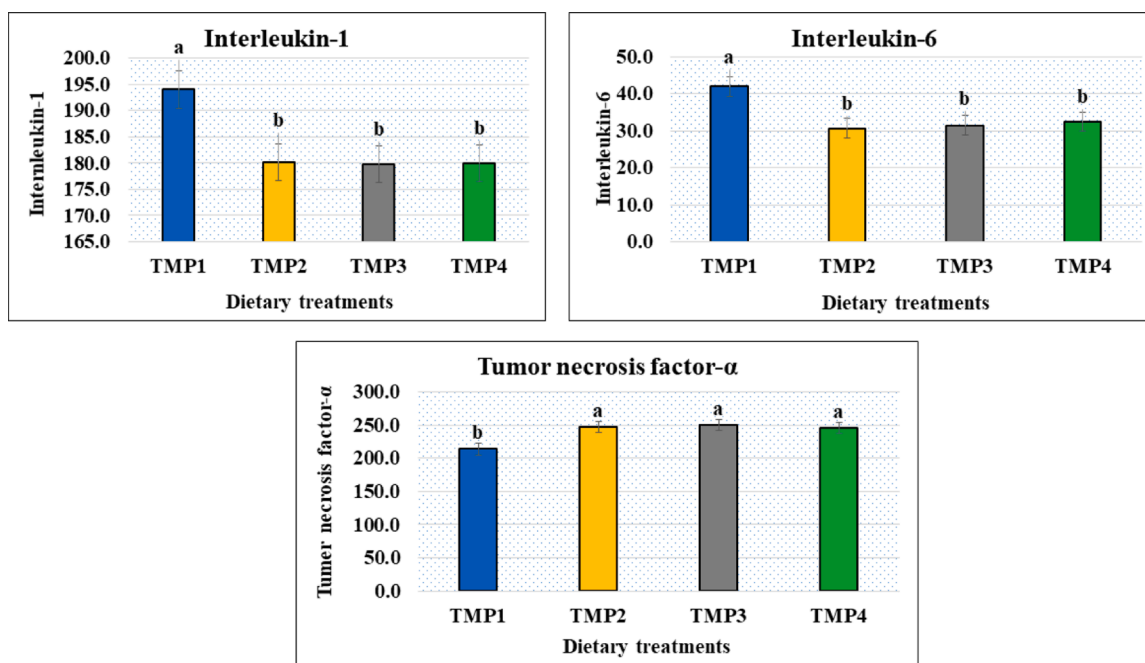 Interleukin-1
Internleukin-1
200.0
195.0
190.0
185.0
180.0
175.0
170.0
165.0
a
b
b
b
TMP1 TMP2 TMP3 TMP4
Dietary treatments
Interleukin-6
Interleukin-6
50.0
40.0
30.0
20.0
10.0
0.0
a
b
b
b
TMP1 TMP2 TMP3 TMP4
Dietary treatments
Tumor necrosis factor-α
Tumer necrosis factor-α
300.0
250.0
200.0
150.0
100.0
50.0
0.0
b
a
a
a
TMP1 TMP2 TMP3 TMP4
Dietary treatments